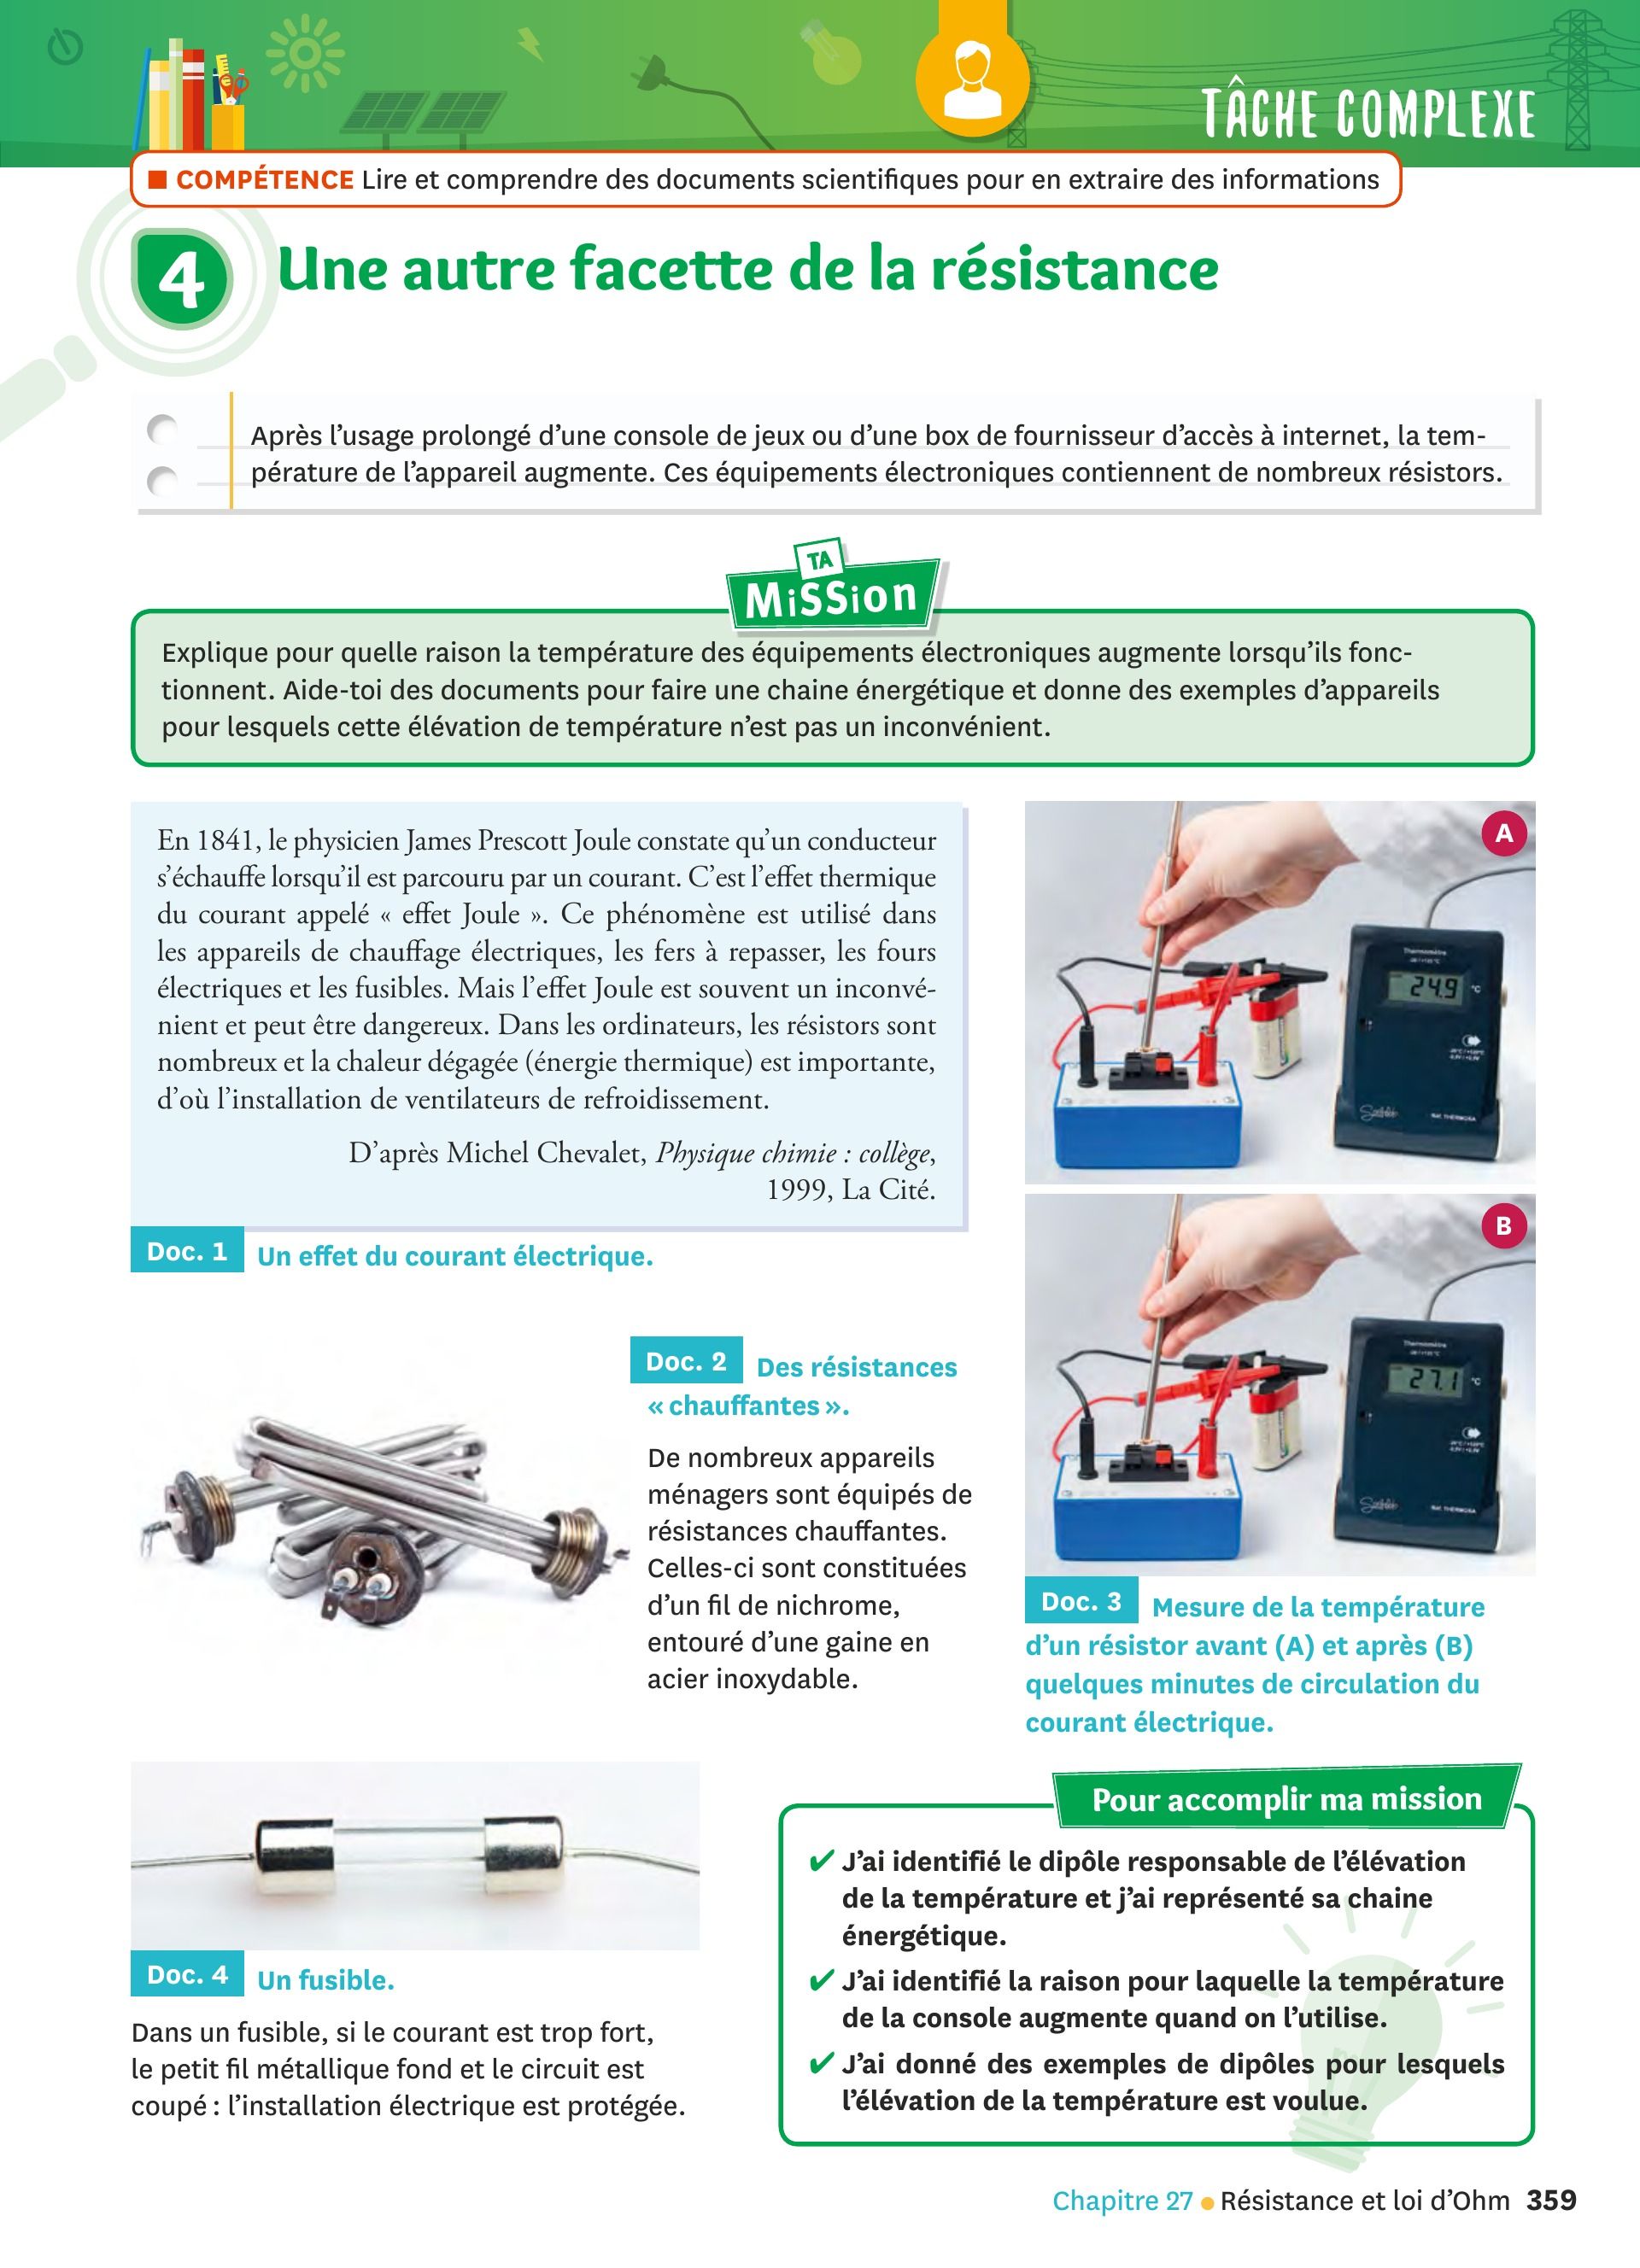 TÂCHE COMPLEXE
■ COMPÉTENCE Lire et comprendre des documents scientifiques pour en extraire des informations
4 Une autre facette de la résistance
Après l'usage prolongé d'une console de jeux ou d'une box de fournisseur d'accès à internet, la tem-
pérature de l'appareil augmente. Ces équipements électroniques contiennent de nombreux résistors.
TA
MiSSion
Explique pour quelle raison la température des équipements électroniques augmente lorsqu'ils fonc-
tionnent. Aide-toi des documents pour faire une chaine énergétique et donne des exemples d'appareils
pour lesquels cette élévation de température n'est pas un inconvénient.
En 1841, le physicien James Prescott Joule constate qu'un conducteur
s'échauffe lorsqu'il est parcouru par un courant. C'est l'effet thermique
du courant appelé « effet Joule ». Ce phénomène est utilisé dans
les appareils de chauffage électriques, les fers à repasser, les fours
électriques et les fusibles. Mais l'effet Joule est souvent un inconvé-
nient et peut être dangereux. Dans les ordinateurs, les résistors sont
nombreux et la chaleur dégagée (énergie thermique) est importante,
d'où l'installation de ventilateurs de refroidissement.
D'après Michel Chevalet, Physique chimie : collège,
1999, La Cité.
Doc. 1 Un effet du courant électrique.
Doc. 2 Des résistances
« chauffantes ».
De nombreux appareils
ménagers sont équipés de
résistances chauffantes.
Celles-ci sont constituées
d'un fil de nichrome,
entouré d'une gaine en
acier inoxydable.
A
Thermomètre
24.9 °C
B
Thermomètre
27.1 °C
Doc. 3 Mesure de la température
d'un résistor avant (A) et après (B)
quelques minutes de circulation du
courant électrique.
Doc. 4 Un fusible.
Dans un fusible, si le courant est trop fort,
le petit fil métallique fond et le circuit est
coupé : l'installation électrique est protégée.
Pour accomplir ma mission
✔ J'ai identifié le dipôle responsable de l'élévation
de la température et j'ai représenté sa chaine
énergétique.
✔ J'ai identifié la raison pour laquelle la température
de la console augmente quand on l'utilise.
✔ J'ai donné des exemples de dipôles pour lesquels
l'élévation de la température est voulue.
Chapitre 27 ● Résistance et loi d'Ohm 359